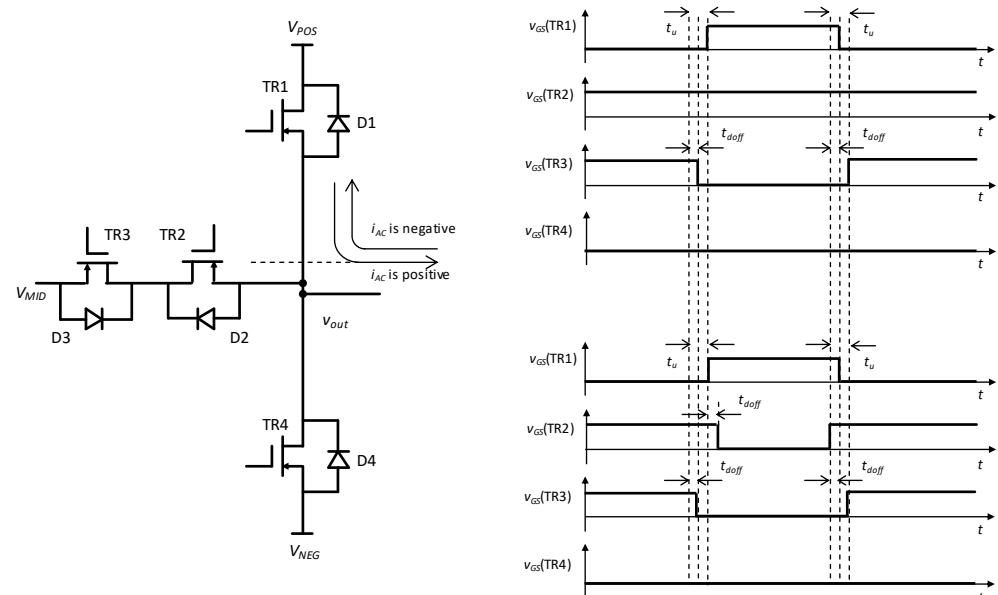 V_POS
TR1
D1
i_AC is negative
i_AC is positive
TR3
TR2
V_MID
D3
D2
v_out
TR4
D4
V_NEG
v_GS(TR1)
t_u
t_u
t
v_GS(TR2)
t
t_doff
t_doff
v_GS(TR3)
t
v_GS(TR4)
t
v_GS(TR1)
t_u
t_u
t
t_doff
v_GS(TR2)
t
t_doff
t_doff
v_GS(TR3)
t
v_GS(TR4)